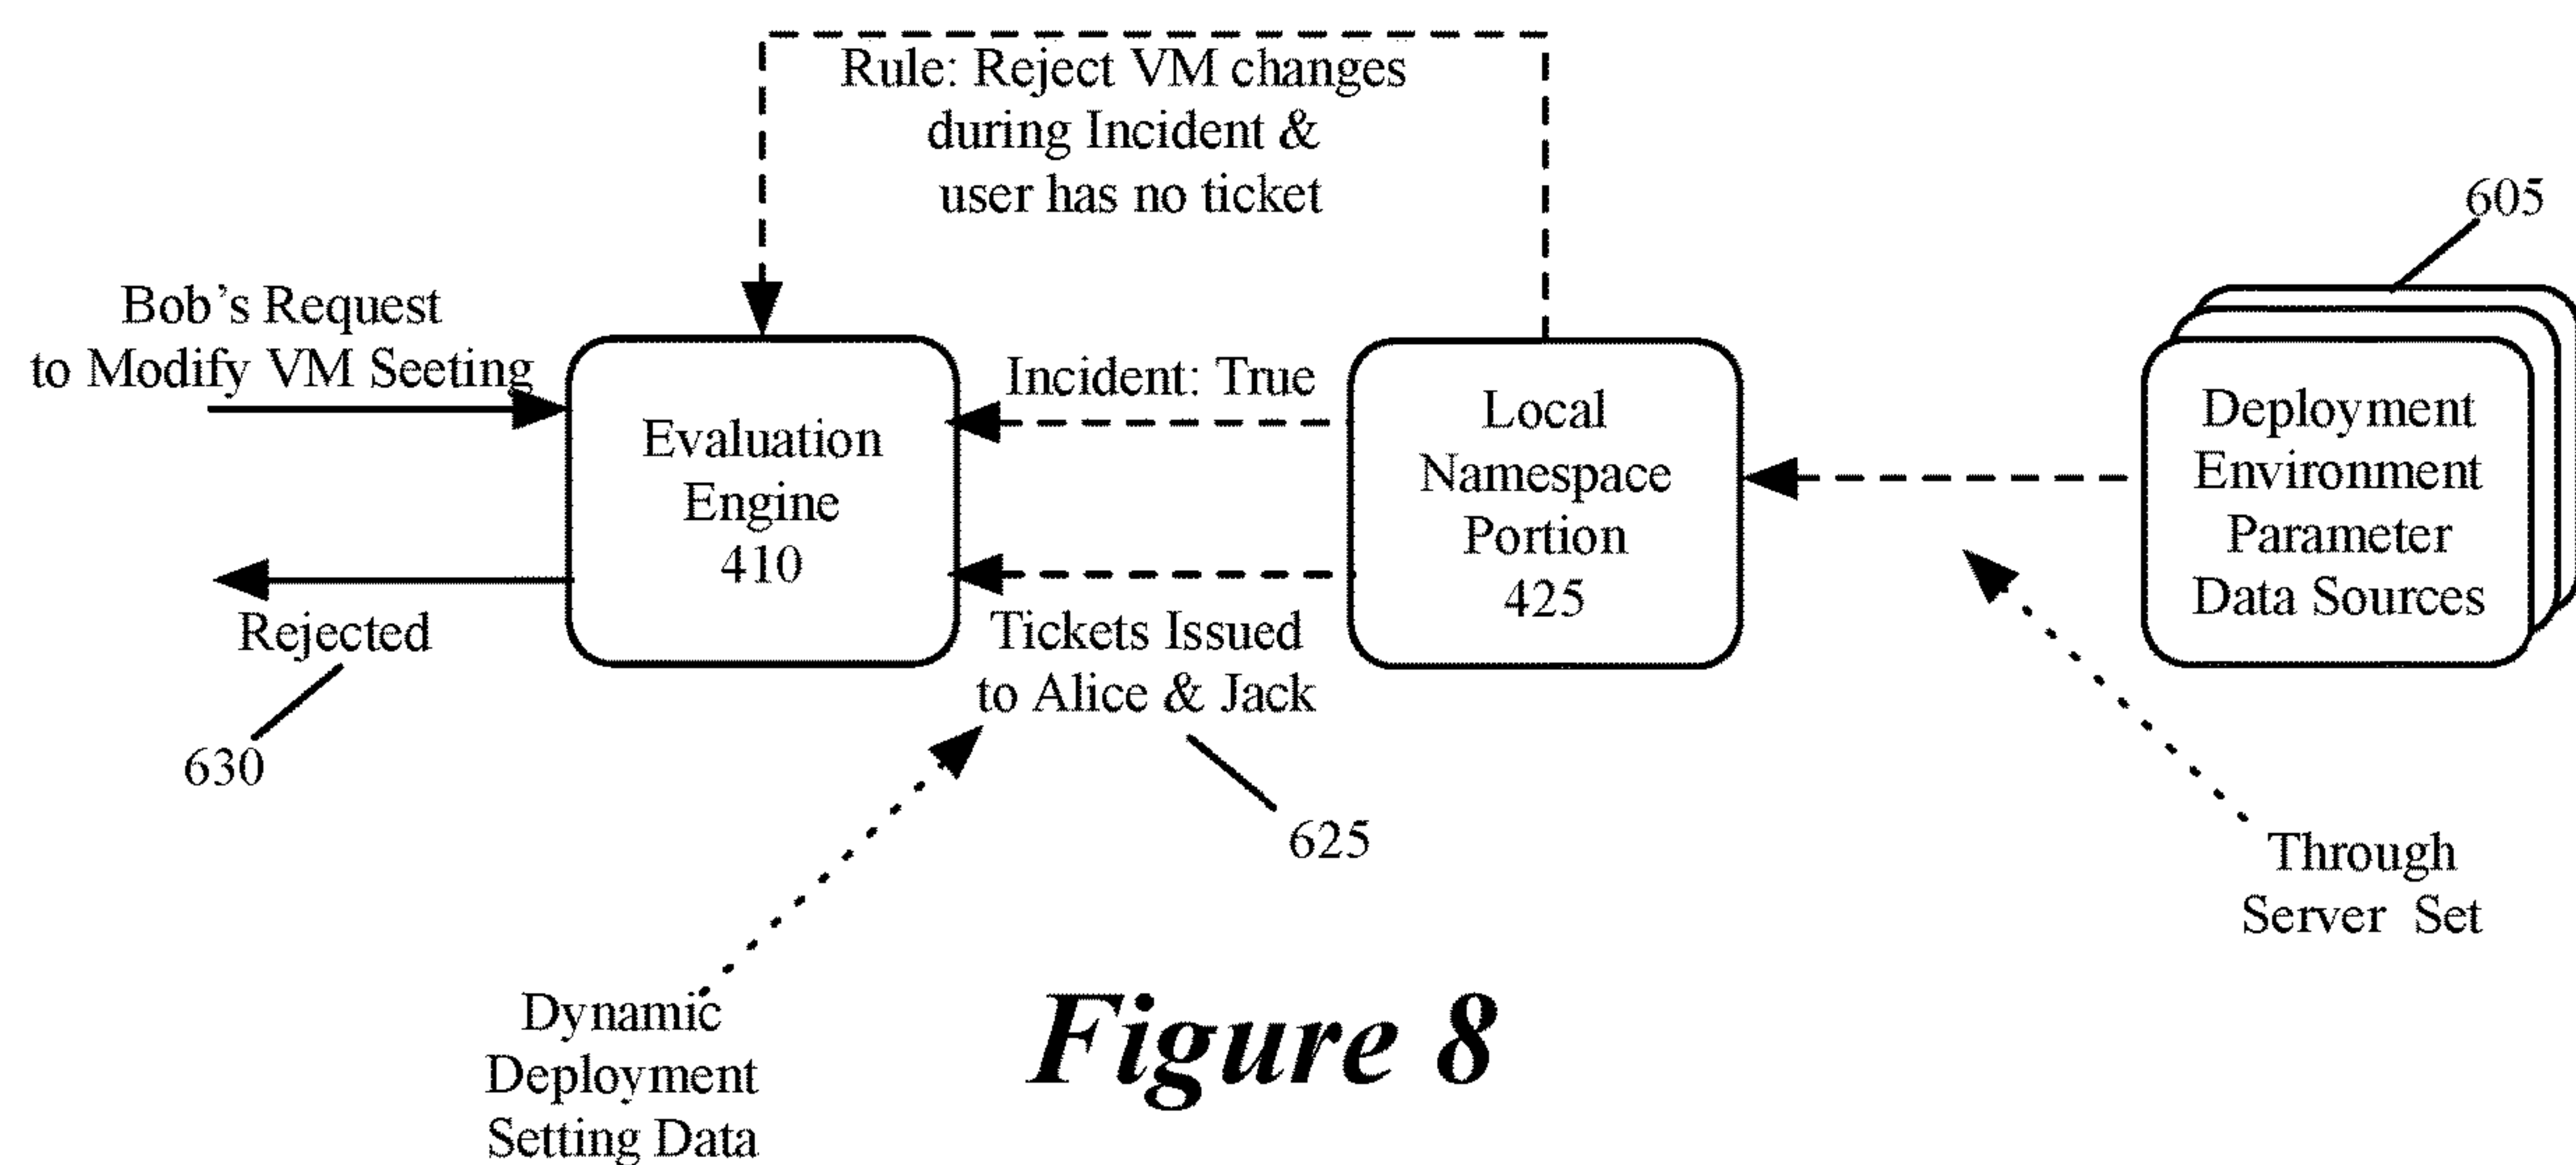 Rule: Reject VM changes
during Incident &
user has no ticket
605
Bob's Request
to Modify VM Seeting
Incident: True
Evaluation
Engine
410
Local
Namespace
Portion
425
Deployment
Environment
Parameter
Data Sources
Rejected
630
Tickets Issued
to Alice & Jack
625
Through
Server Set
Dynamic
Deployment
Setting Data
Figure 8